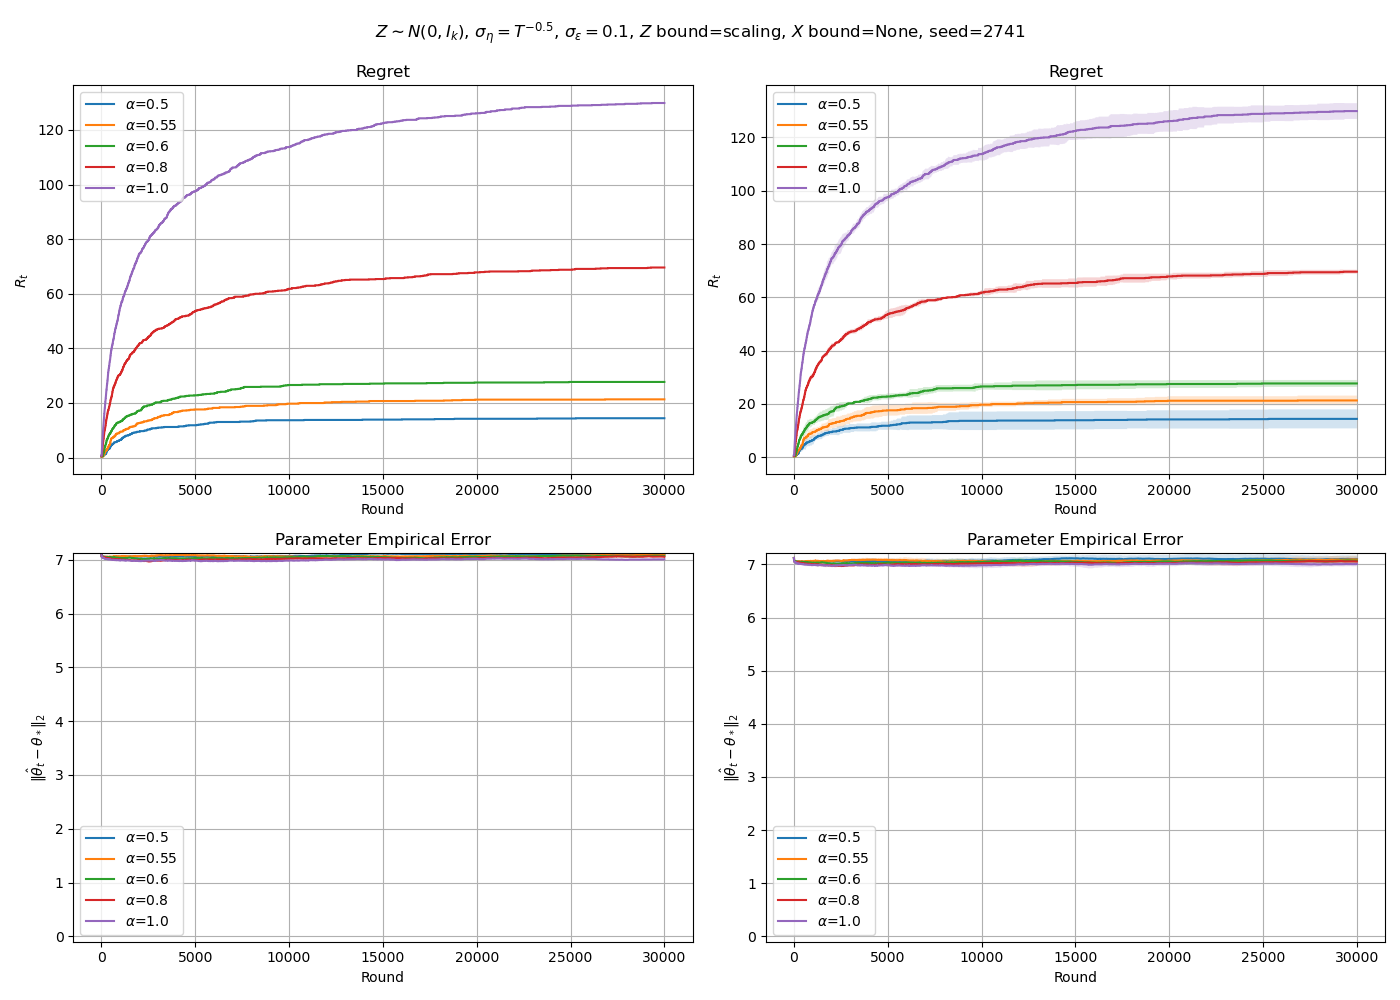 Z ~ N(0, I_k), σ_η = T^{-0.5}, σ_ε = 0.1, Z bound=scaling, X bound=None, seed=2741
Regret
R_t
120
100
80
60
40
20
0
α=0.5
α=0.55
α=0.6
α=0.8
α=1.0
0 5000 10000 15000 20000 25000 30000
Round
Regret
R_t
120
100
80
60
40
20
0
α=0.5
α=0.55
α=0.6
α=0.8
α=1.0
0 5000 10000 15000 20000 25000 30000
Round
Parameter Empirical Error
‖θ̂_t − θ_*‖_2
7
6
5
4
3
2
1
0
α=0.5
α=0.55
α=0.6
α=0.8
α=1.0
0 5000 10000 15000 20000 25000 30000
Round
Parameter Empirical Error
‖θ̂_t − θ_*‖_2
7
6
5
4
3
2
1
0
α=0.5
α=0.55
α=0.6
α=0.8
α=1.0
0 5000 10000 15000 20000 25000 30000
Round